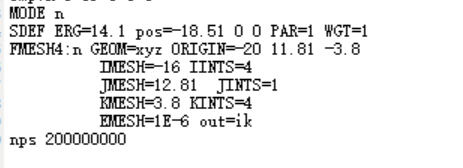 MODE n
SDEF ERG=14.1 pos=-18.51 0 0 PAR=1 WGT=1
FMESH4:n GEOM=xyz ORIGIN=-20 11.81 -3.8
IMESH=-16 IINTS=4
JMESH=12.81 JINTS=1
KMESH=3.8 KINTS=4
EMESH=1E-6 out=ik
nps 200000000